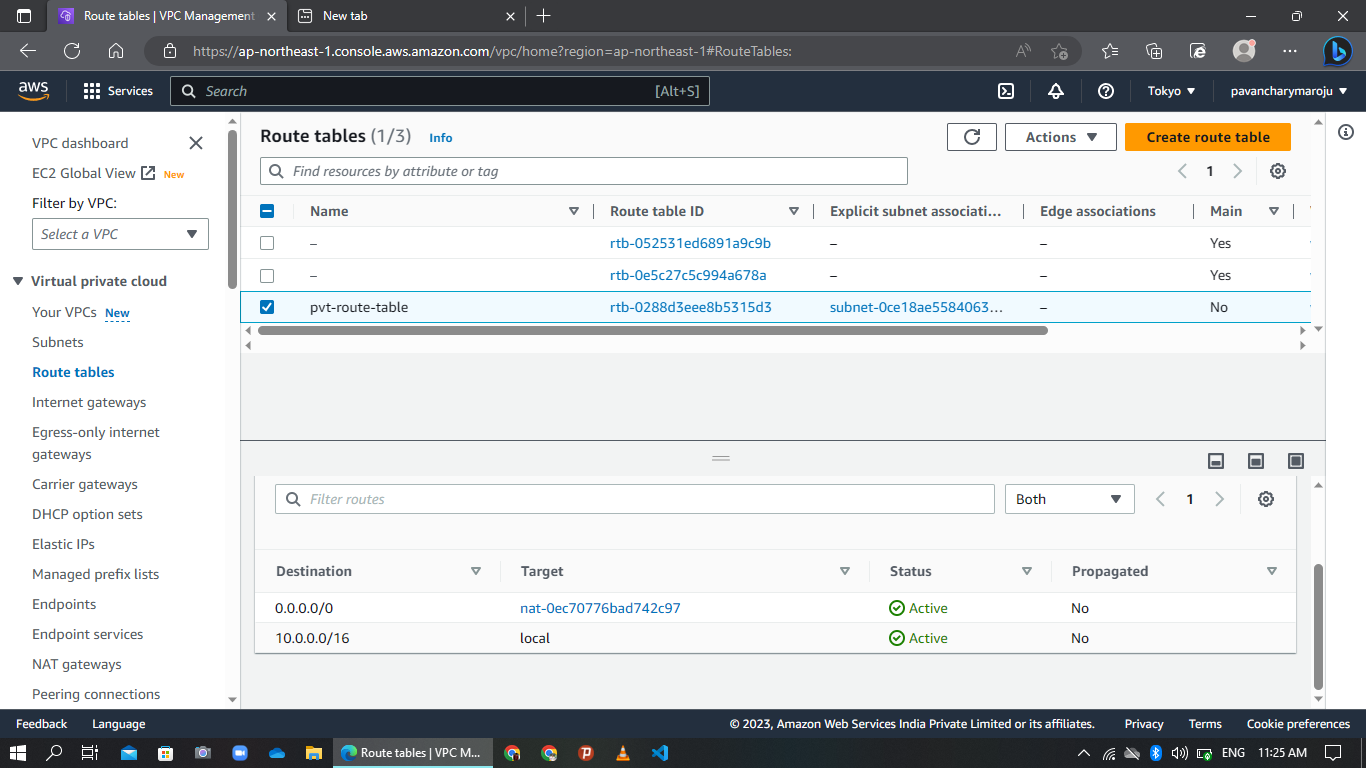 Route tables | VPC Management
New tab
https://ap-northeast-1.console.aws.amazon.com/vpc/home?region=ap-northeast-1#RouteTables:
aws
Services
Search
[Alt+S]
Tokyo
pavancharymaroju
VPC dashboard
EC2 Global View
New
Filter by VPC:
Select a VPC
Virtual private cloud
Your VPCs
New
Subnets
Route tables
Internet gateways
Egress-only internet
gateways
Carrier gateways
DHCP option sets
Elastic IPs
Managed prefix lists
Endpoints
Endpoint services
NAT gateways
Peering connections
Route tables (1/3)
Info
Actions
Create route table
Find resources by attribute or tag
1
Name
Route table ID
Explicit subnet associati...
Edge associations
Main
–
rtb-052531ed6891a9c9b
–
–
Yes
–
rtb-0e5c27c5c994a678a
–
–
Yes
pvt-route-table
rtb-0288d3eee8b5315d3
subnet-0ce18ae5584063...
–
No
Filter routes
Both
1
Destination
Target
Status
Propagated
0.0.0.0/0
nat-0ec70776bad742c97
Active
No
10.0.0.0/16
local
Active
No
Feedback
Language
© 2023, Amazon Web Services India Private Limited or its affiliates.
Privacy
Terms
Cookie preferences
Route tables | VPC M...
ENG
11:25 AM